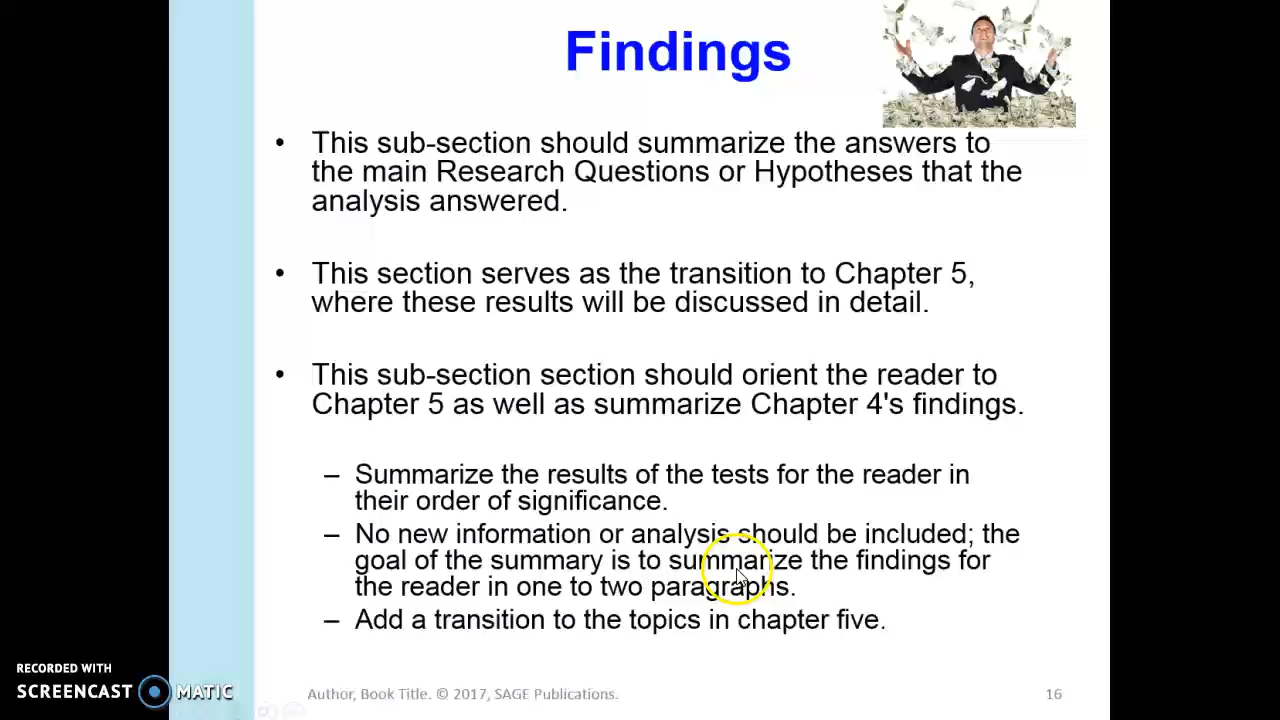 Findings
• This sub-section should summarize the answers to
the main Research Questions or Hypotheses that the
analysis answered.
• This section serves as the transition to Chapter 5,
where these results will be discussed in detail.
• This sub-section section should orient the reader to
Chapter 5 as well as summarize Chapter 4's findings.
– Summarize the results of the tests for the reader in
their order of significance.
– No new information or analysis should be included; the
goal of the summary is to summarize the findings for
the reader in one to two paragraphs.
– Add a transition to the topics in chapter five.
RECORDED WITH
SCREENCAST MATIC
Author, Book Title. © 2017, SAGE Publications.
16